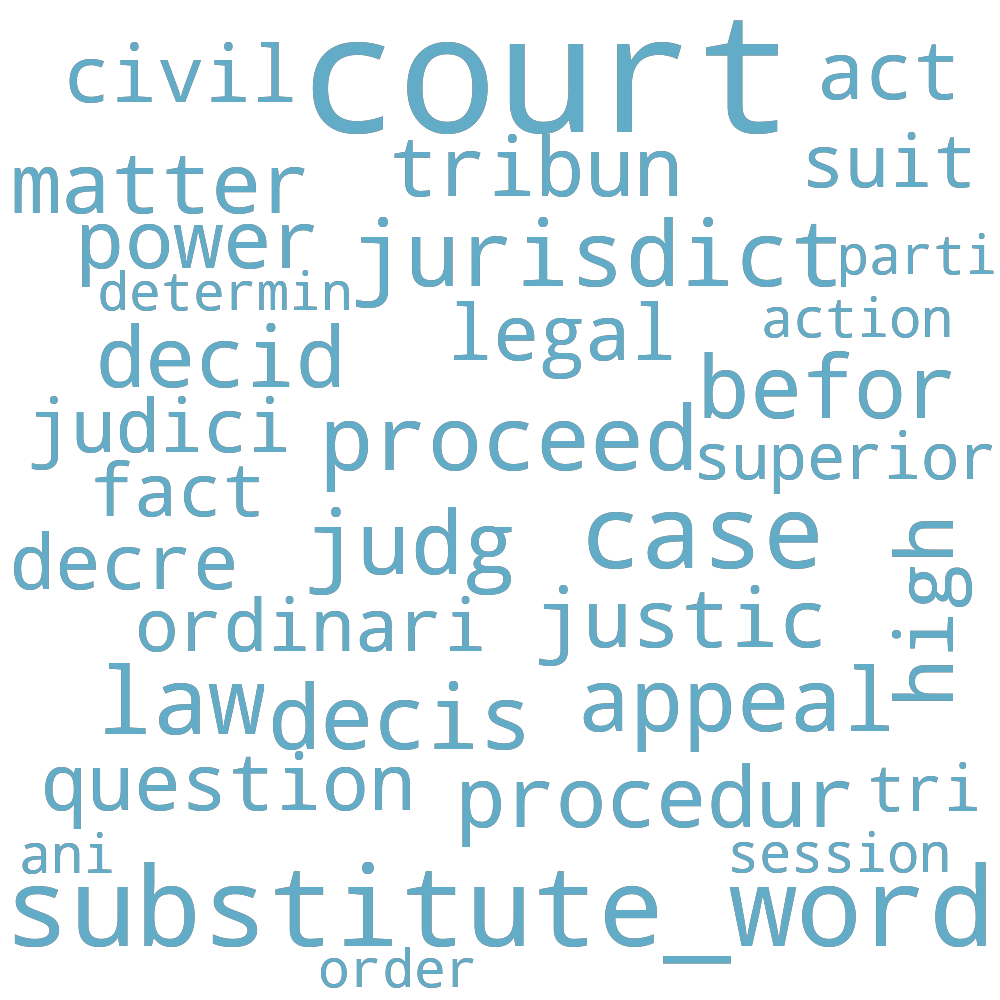 civil court act
matter tribun suit
power jurisdict parti
determin legal action
decid befor
judici proceed superior
fact
decre judg case high
ordinari justic
law decis appeal
question procedur tri
ani session
substitute_word
order